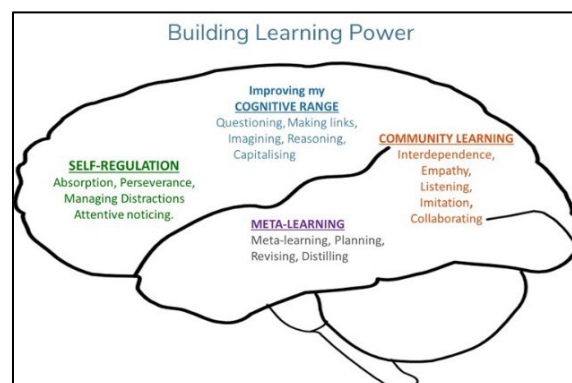 Building Learning Power
Improving my
COGNITIVE RANGE
Questioning, Making links,
Imagining, Reasoning,
Capitalising
SELF-REGULATION
Absorption, Perseverance,
Managing Distractions
Attentive noticing.
COMMUNITY LEARNING
Interdependence,
Empathy,
Listening,
Imitation,
Collaborating
META-LEARNING
Meta-learning, Planning,
Revising, Distilling